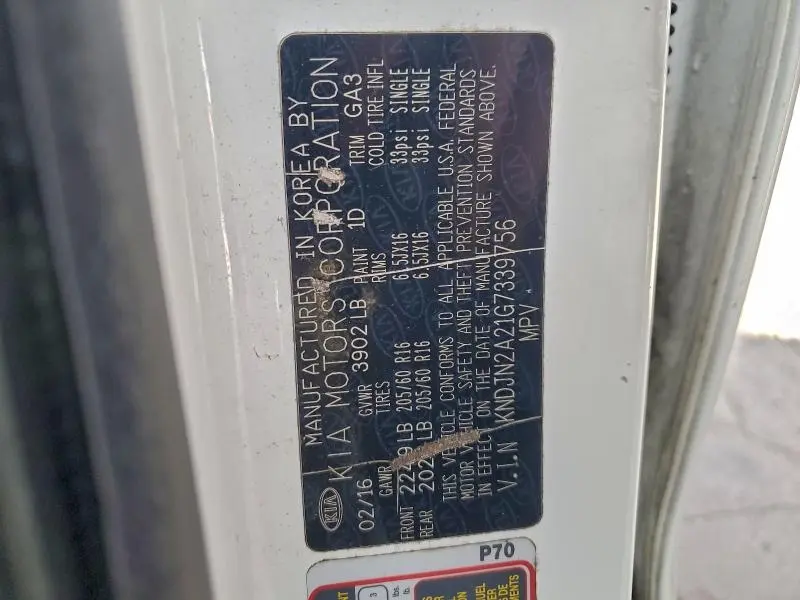 MANUFACTURED IN KOREA BY
KIA MOTORS CORPORATION
KIA
02/16 GVWR 3902 LB PAINT 1D TRIM GA3
GAWR TIRES RIMS COLD TIRE INFL
FRONT LB 205/60 R16 6.5JX16 33psi SINGLE
REAR LB 205/60 R16 6.5JX16 33psi SINGLE
THIS VEHICLE CONFORMS TO ALL APPLICABLE U.S.A. FEDERAL
MOTOR VEHICLE SAFETY AND THEFT PREVENTION STANDARDS
IN EFFECT ON THE DATE OF MANUFACTURE SHOWN ABOVE.
V.I.N KNDJN2A21G7339756
MPV
P70